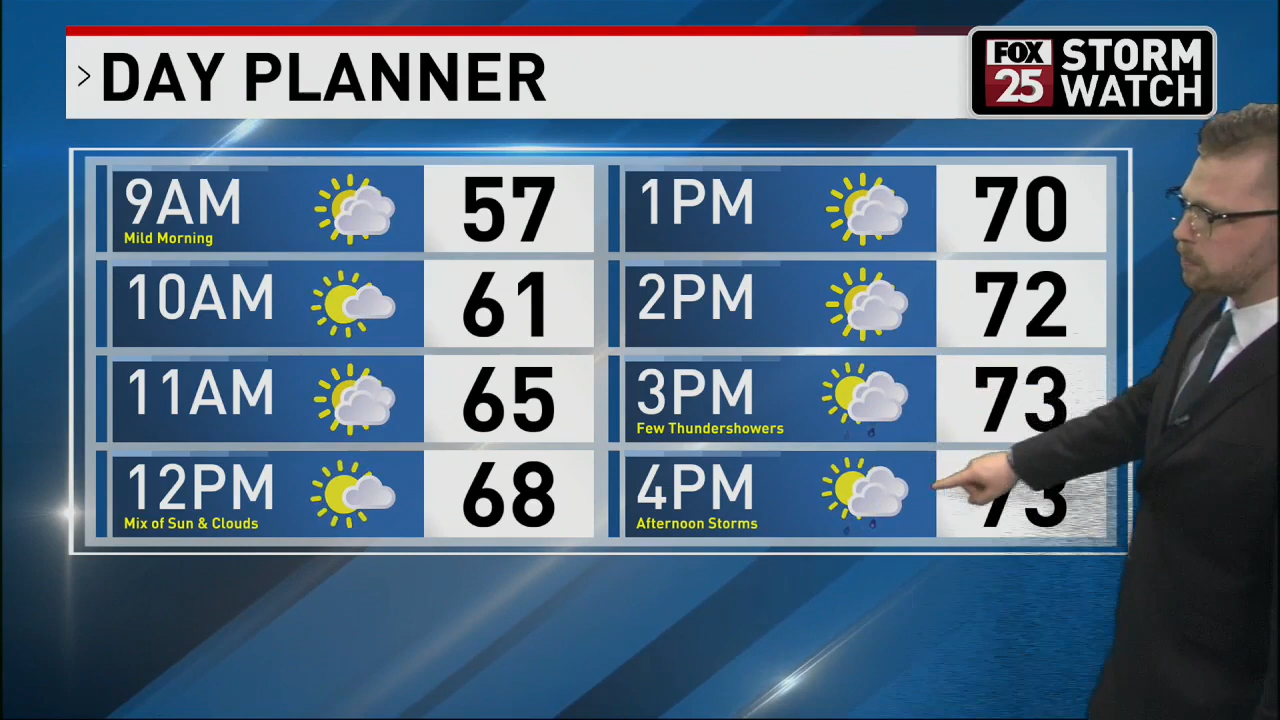 > DAY PLANNER
FOX 25
STORM WATCH
9AM
Mild Morning
57
10AM
61
11AM
65
12PM
Mix of Sun & Clouds
68
1PM
70
2PM
72
3PM
Few Thundershowers
73
4PM
Afternoon Storms
73